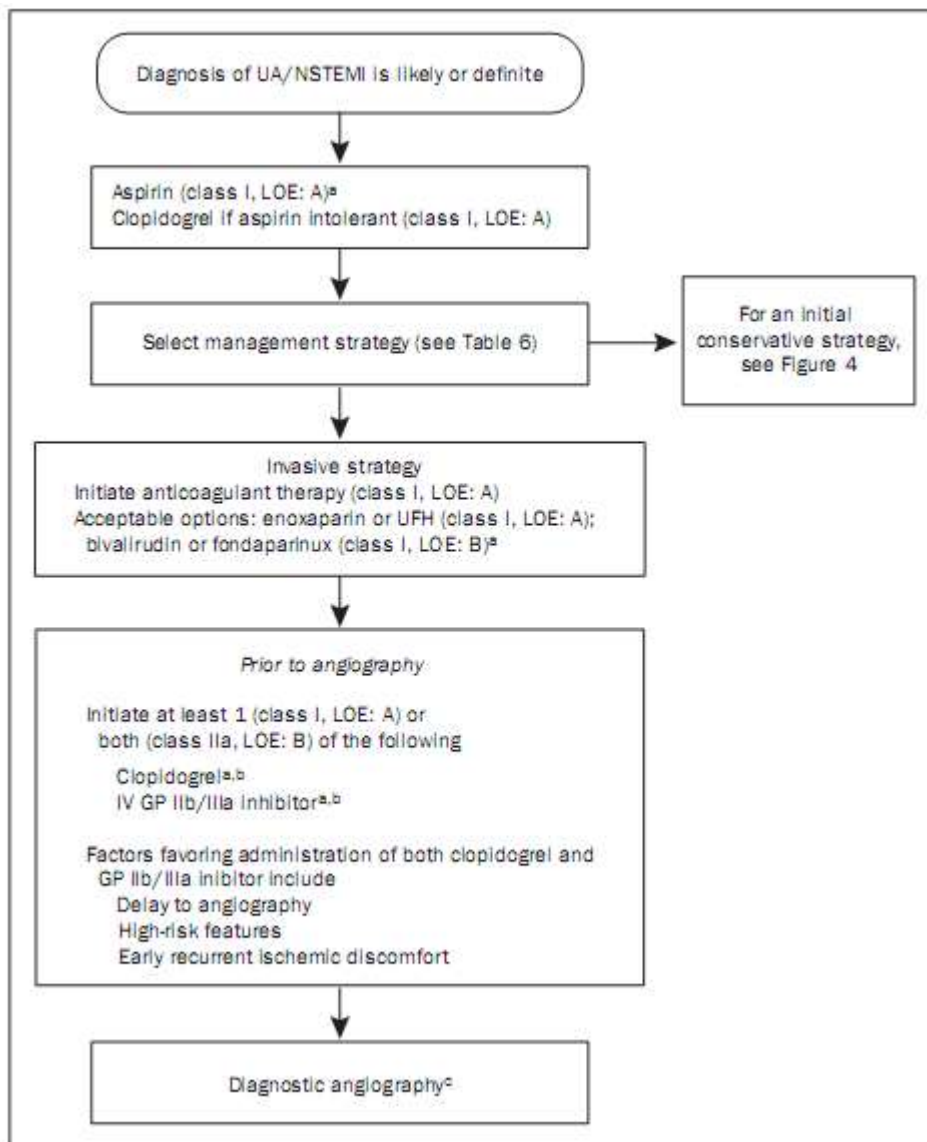 Diagnosis of UA/NSTEMI is likely or definite
Aspirin (class I, LOE: A)ª
Clopidogrel if aspirin intolerant (class I, LOE: A)
Select management strategy (see Table 6)
For an initial
conservative strategy,
see Figure 4
Invasive strategy
Initiate anticoagulant therapy (class I, LOE: A)
Acceptable options: enoxaparin or UFH (class I, LOE: A);
bivalirudin or fondaparinux (class I, LOE: B)ª
Prior to angiography
Initiate at least 1 (class I, LOE: A) or
both (class IIa, LOE: B) of the following
Clopidogrelᵃ,ᵇ
IV GP IIb/IIIa inhibitorᵃ,ᵇ
Factors favoring administration of both clopidogrel and
GP IIb/IIIa inibitor include
Delay to angiography
High-risk features
Early recurrent ischemic discomfort
Diagnostic angiographyᶜ